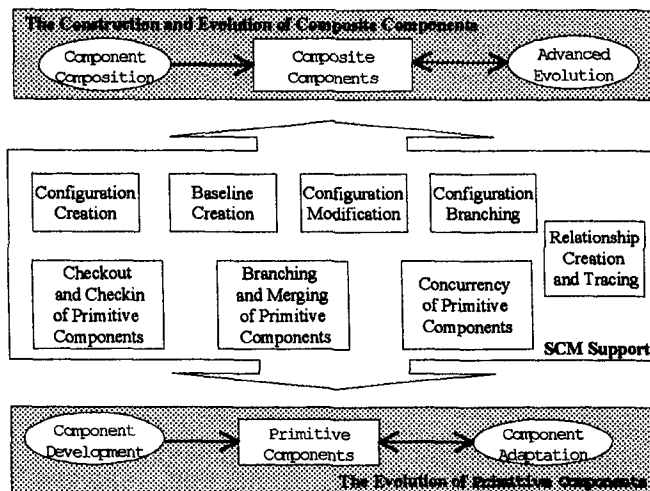 The Construction and Evolution of Composite Components
Component
Composition
Composite
Components
Advanced
Evolution
Configuration
Creation
Baseline
Creation
Configuration
Modification
Configuration
Branching
Relationship
Creation
and Tracing
Checkout
and Checkin
of Primitive
Components
Branching
and Merging
of Primitive
Components
Concurrency
of Primitive
Components
SCM Support
Component
Development
Primitive
Components
Component
Adaptation
The Evolution of Primitive Components